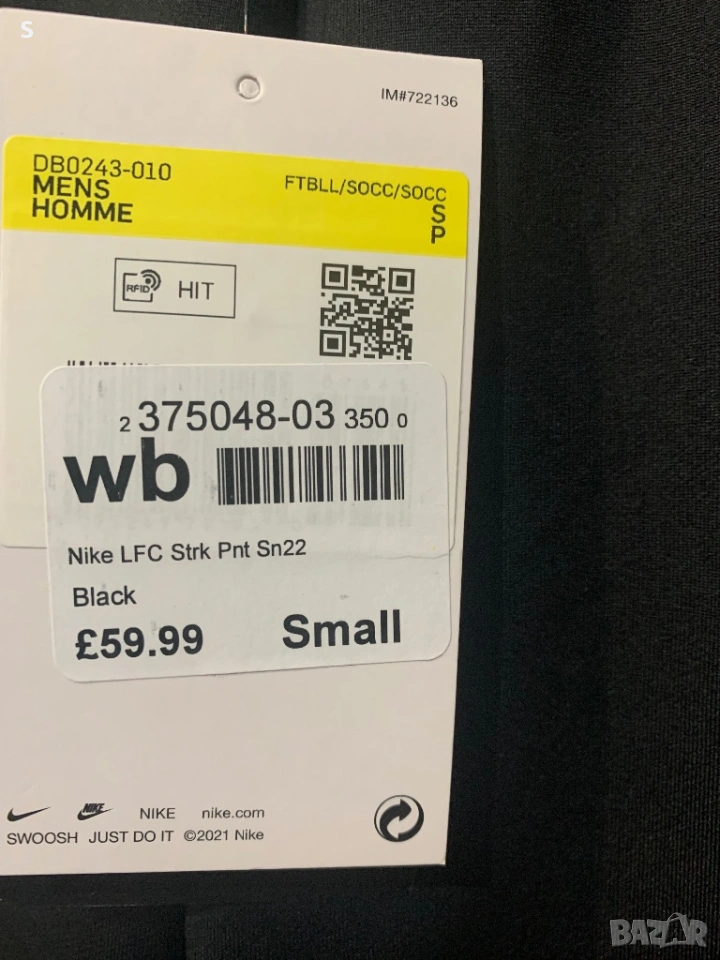 S
IM#722136
DB0243-010
MENS
HOMME
FTBLL/SOCC/SOCC
S
P
RFID HIT
2 375048-03 350 0
wb
Nike LFC Strk Pnt Sn22
Black
£59.99 Small
NIKE NIKE nike.com
SWOOSH JUST DO IT ©2021 Nike
BAZAR